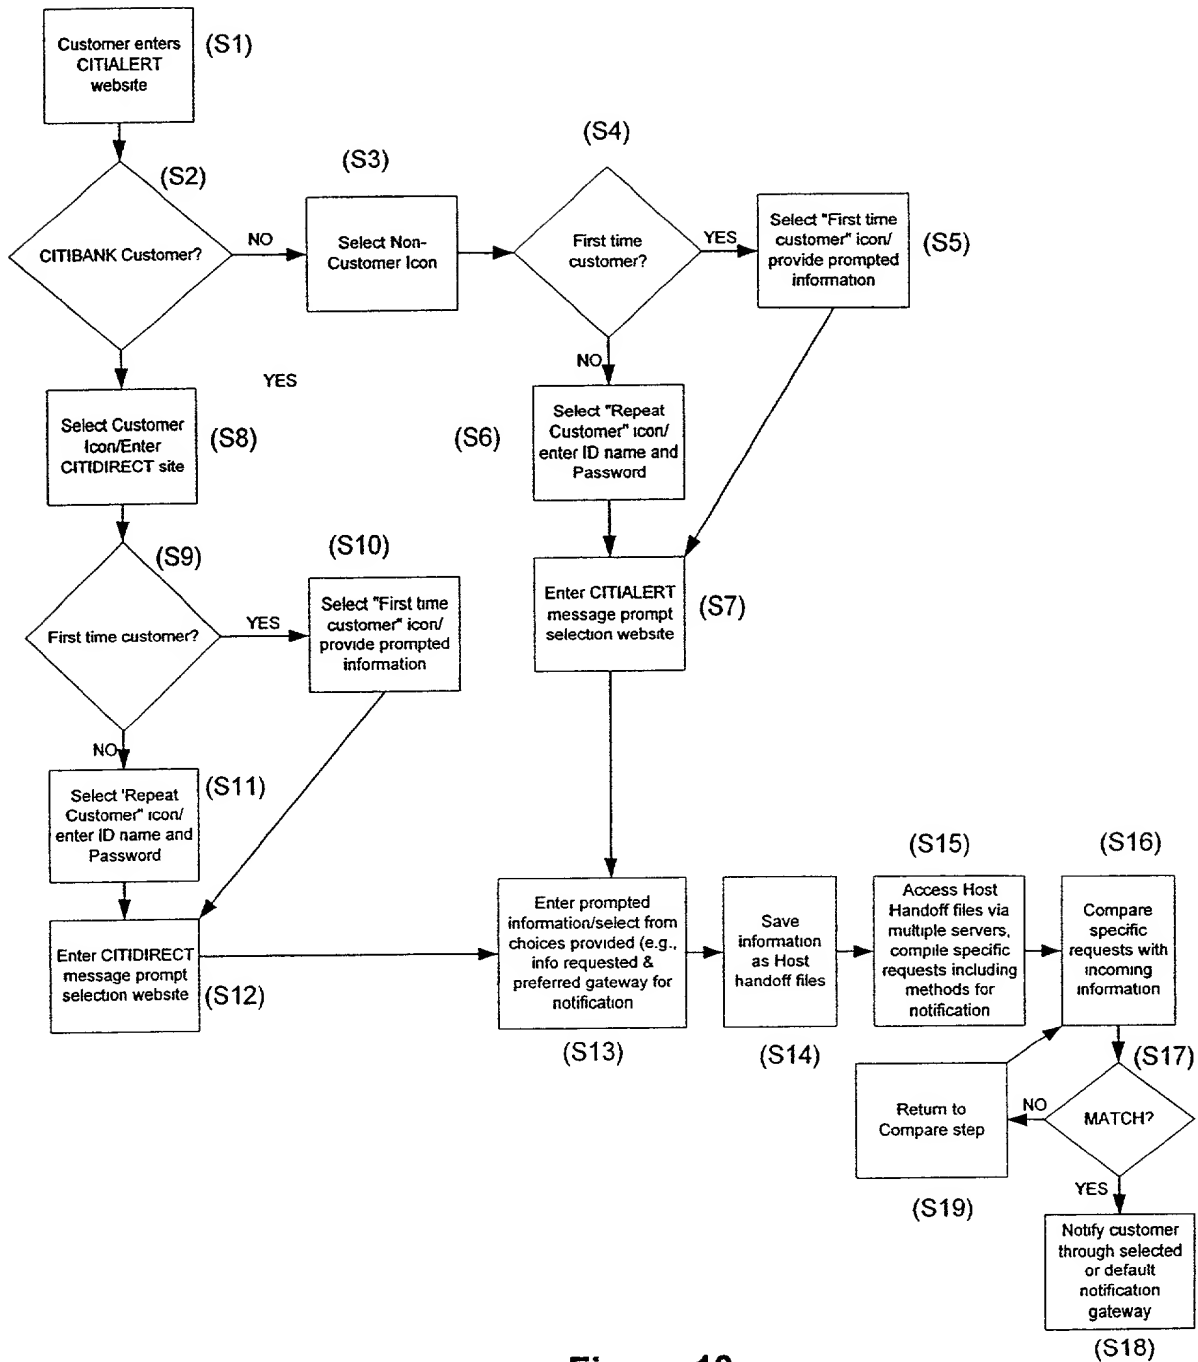 Customer enters
CITIALERT
website
(S1)
(S2)
CITIBANK Customer?
NO
(S3)
Select Non-
Customer Icon
(S4)
First time
customer?
YES
Select "First time
customer" icon/
provide prompted
information
(S5)
YES
Select Customer
Icon/Enter
CITIDIRECT site
(S8)
NO
(S6)
Select "Repeat
Customer" icon/
enter ID name and
Password
(S9)
First time customer?
YES
(S10)
Select "First time
customer" icon/
provide prompted
information
Enter CITIALERT
message prompt
selection website
(S7)
NO
Select 'Repeat
Customer" icon/
enter ID name and
Password
(S11)
Enter CITIDIRECT
message prompt
selection website
(S12)
Enter prompted
information/select from
choices provided (e.g.,
info requested &
preferred gateway for
notification
(S13)
Save
information
as Host
handoff files
(S14)
(S15)
Access Host
Handoff files via
multiple servers,
compile specific
requests including
methods for
notification
(S16)
Compare
specific
requests with
incoming
information
(S17)
MATCH?
NO
Return to
Compare step
(S19)
YES
Notify customer
through selected
or default
notification
gateway
(S18)